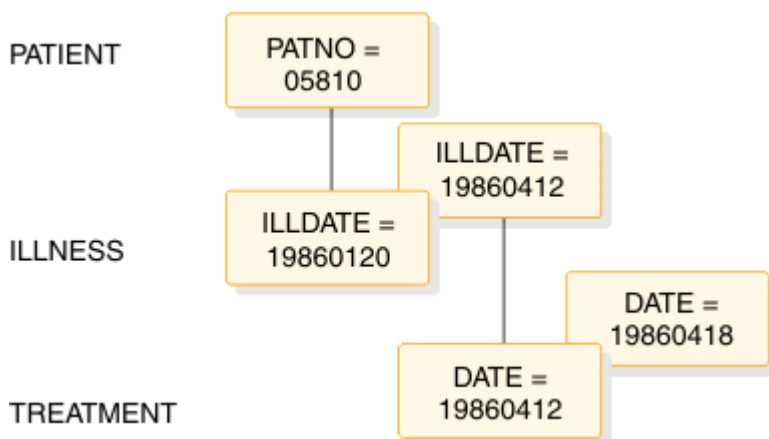 PATIENT
PATNO =
05810
ILLDATE =
19860412
ILLNESS
ILLDATE =
19860120
DATE =
19860418
TREATMENT
DATE =
19860412